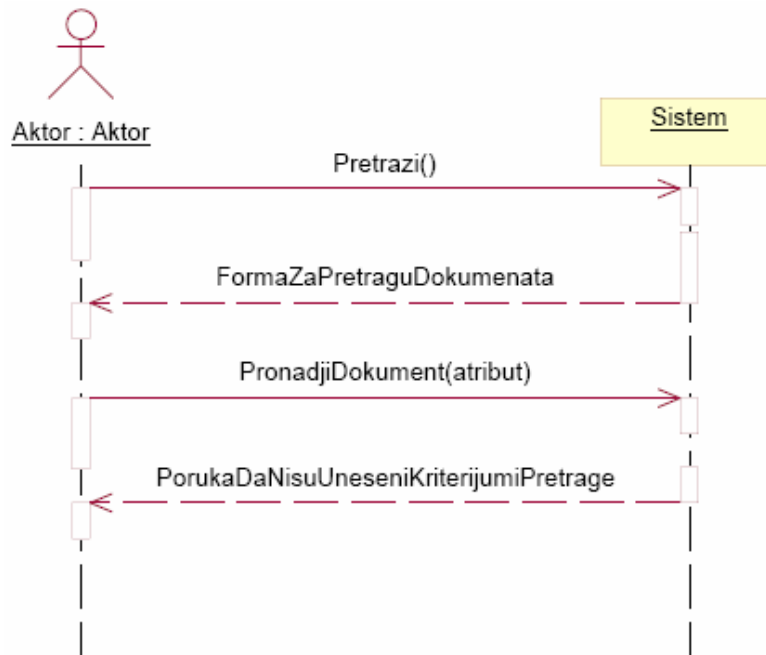 Aktor : Aktor
Sistem
Pretrazi()
FormaZaPretraguDokumenata
PronadjiDokument(atribut)
PorukaDaNisuUneseniKriterijumiPretrage